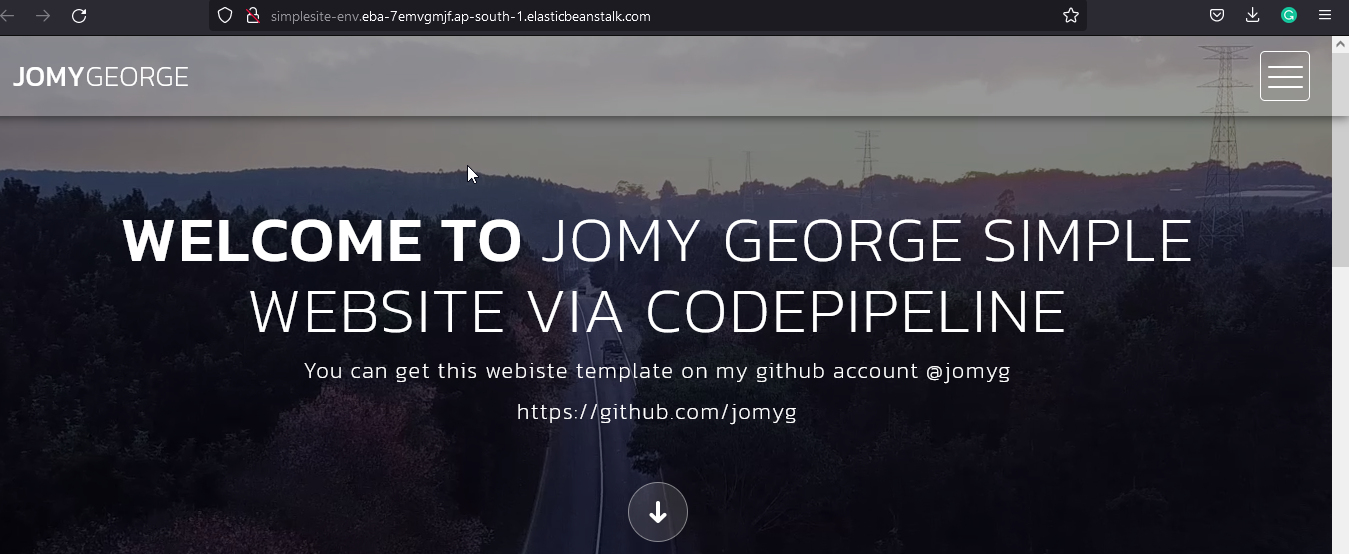 simplesite-env.eba-7emvgmjf.ap-south-1.elasticbeanstalk.com
JOMYGEORGE
WELCOME TO JOMY GEORGE SIMPLE
WEBSITE VIA CODEPIPELINE
You can get this webiste template on my github account @jomyg
https://github.com/jomyg